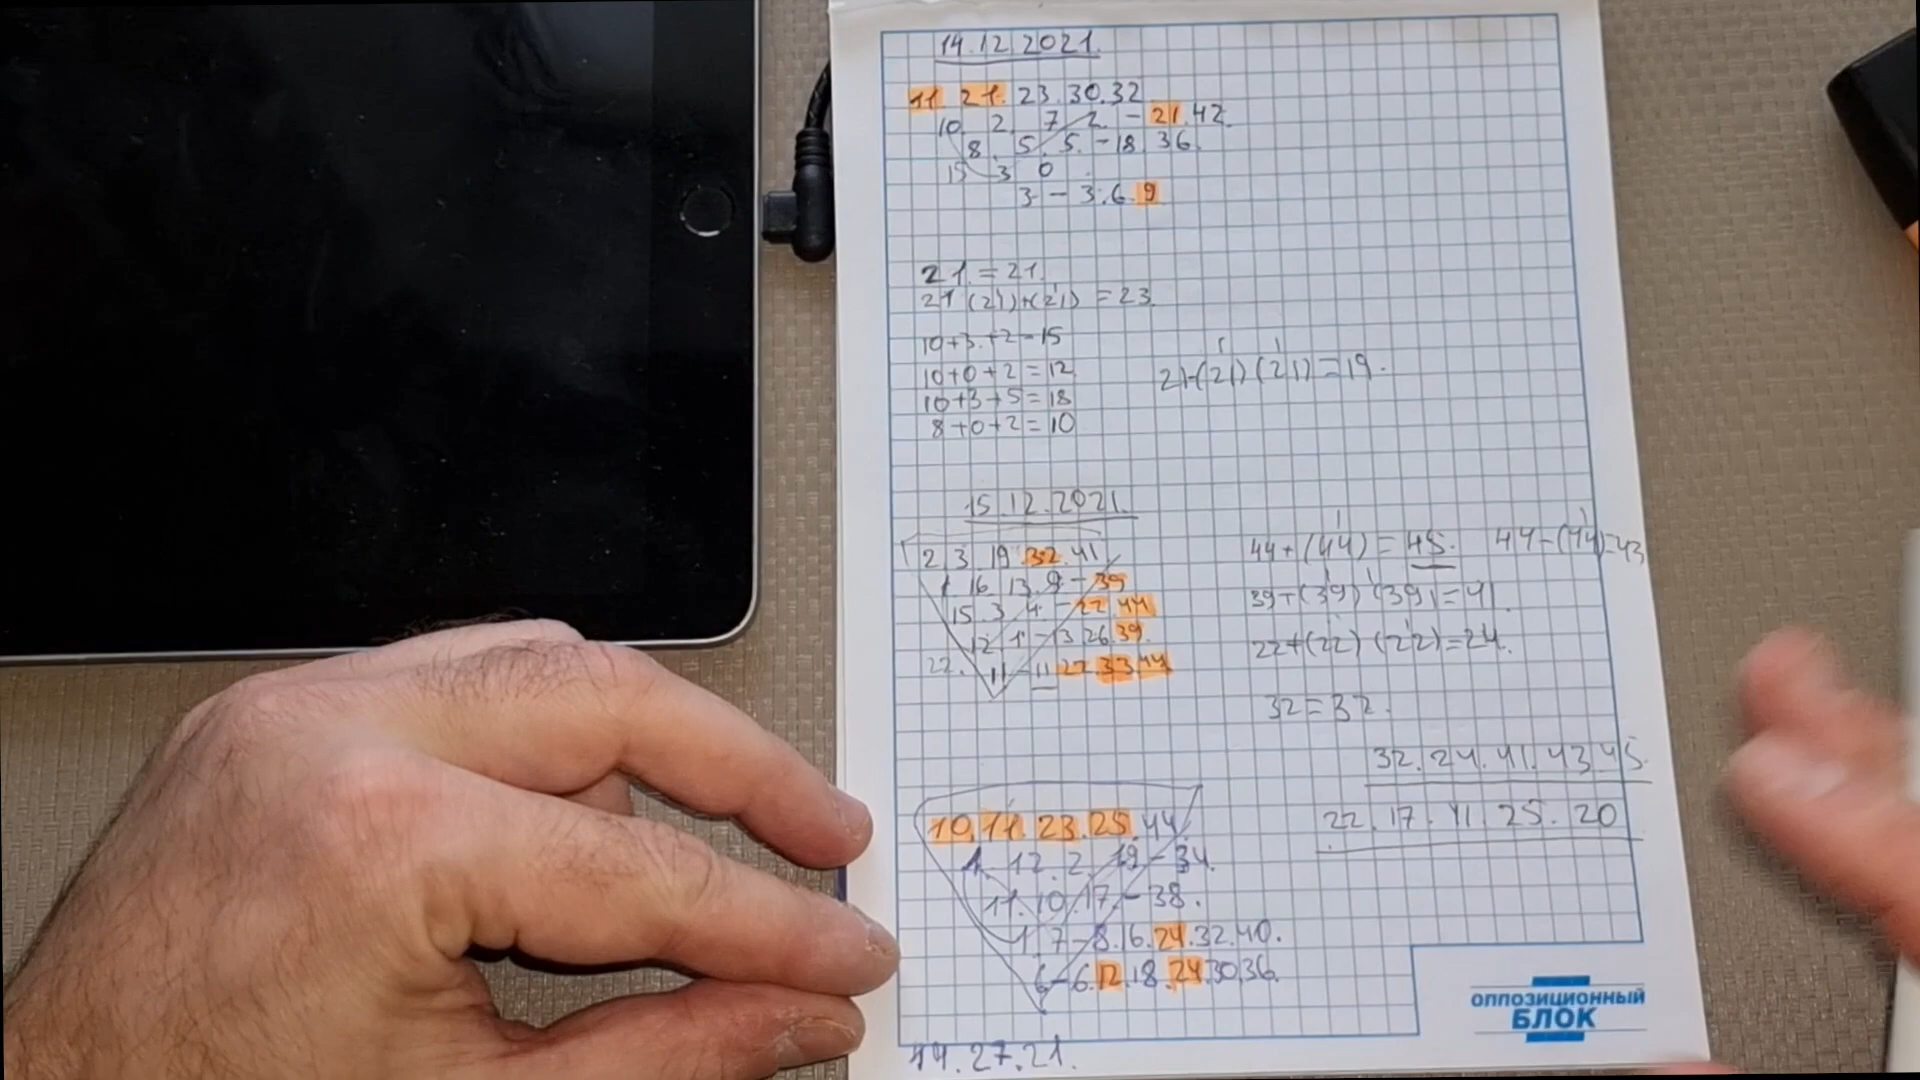 14.12 2021.
11. 21. 23. 30. 32
10. 2. 7 2 - 21. 42
8. 5. 5. - 18. 36.
15 3 0
3 - 3. 6. 9
21. = 21.
21 (21)+(21) = 23.
10+3.+2=15
10+0+2=12
21-(21) (21)=19.
10+3+5=18
8+0+2=10
15.12.2021.
2 3 19 32. 41
44+(44) = 45. 44-(44)=43
1 16 13. 9 - 39
15. 3 4. - 22 44
39+(39) (39)=41.
12 1 - 13 26 39.
22+(22) (22)=24.
22. 11 - 11 22 33 44
32=32.
32. 24. 41. 43 45.
10. 11. 23. 25. 44.
22. 17. 41. 25. 20
1 12. 2. 19 - 34.
11. 10. 17. - 38.
1 7 - 8. 16. 24. 32. 40.
6 - 6. 12. 18. 24. 30. 36.
44. 27. 21.
ОППОЗИЦИОННЫЙ
БЛОК